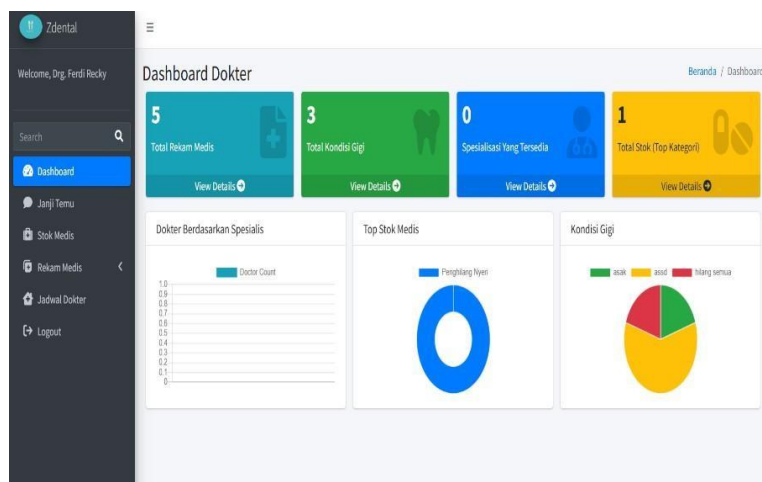 Zdental
Welcome, Drg. Ferdi Recky
Search
Dashboard
Janji Temu
Stok Medis
Rekam Medis
Jadwal Dokter
Logout
Dashboard Dokter
Beranda / Dashboard
5
Total Rekam Medis
View Details
3
Total Kondisi Gigi
View Details
0
Spesialisasi Yang Tersedia
View Details
1
Total Stok (Top Kategori)
View Details
Dokter Berdasarkan Spesialis
Doctor Count
1.0
0.9
0.8
0.7
0.6
0.5
0.4
0.3
0.2
0.1
0
Top Stok Medis
Penghilang Nyeri
Kondisi Gigi
asak assd hilang semua